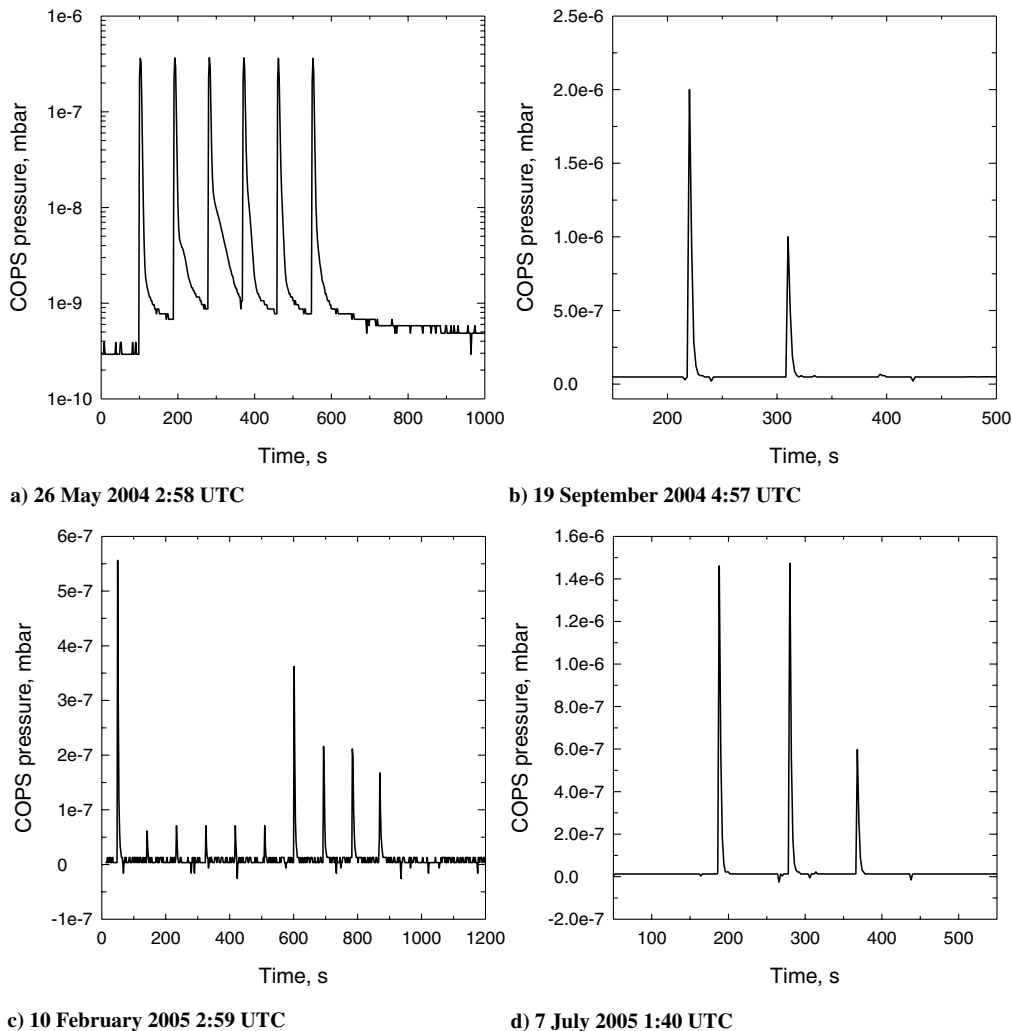 1e-6
1e-7
1e-8
1e-9
1e-10
COPS pressure, mbar
0 200 400 600 800 1000
Time, s
a) 26 May 2004 2:58 UTC
2.5e-6
2.0e-6
1.5e-6
1.0e-6
5.0e-7
0.0
COPS pressure, mbar
200 300 400 500
Time, s
b) 19 September 2004 4:57 UTC
6e-7
5e-7
4e-7
3e-7
2e-7
1e-7
0
-1e-7
COPS pressure, mbar
0 200 400 600 800 1000 1200
Time, s
c) 10 February 2005 2:59 UTC
1.6e-6
1.4e-6
1.2e-6
1.0e-6
8.0e-7
6.0e-7
4.0e-7
2.0e-7
0.0
-2.0e-7
COPS pressure, mbar
100 200 300 400 500
Time, s
d) 7 July 2005 1:40 UTC